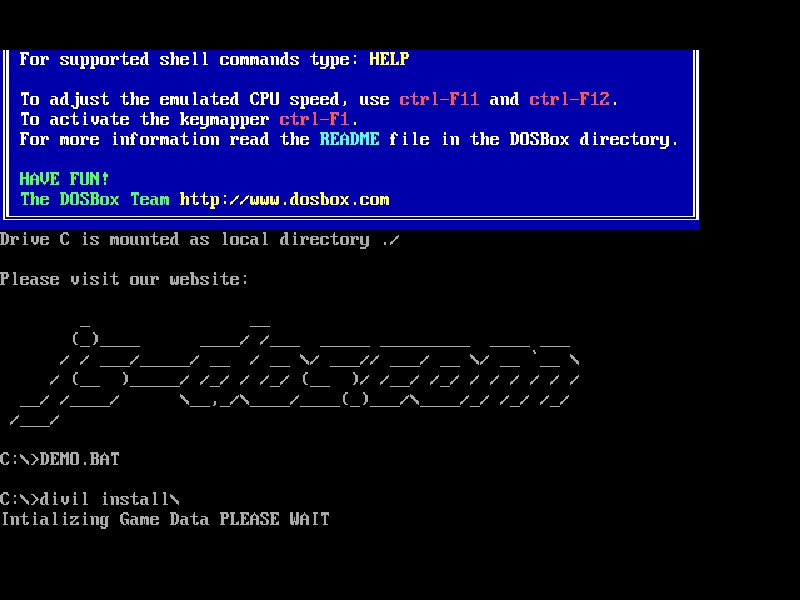 For supported shell commands type: HELP
To adjust the emulated CPU speed, use ctrl-F11 and ctrl-F12.
To activate the keymapper ctrl-F1.
For more information read the README file in the DOSBox directory.
HAVE FUN!
The DOSBox Team http://www.dosbox.com
Drive C is mounted as local directory ./
Please visit our website:
js-dos.com
C:\>DEMO.BAT
C:\>divil install\
Intializing Game Data PLEASE WAIT